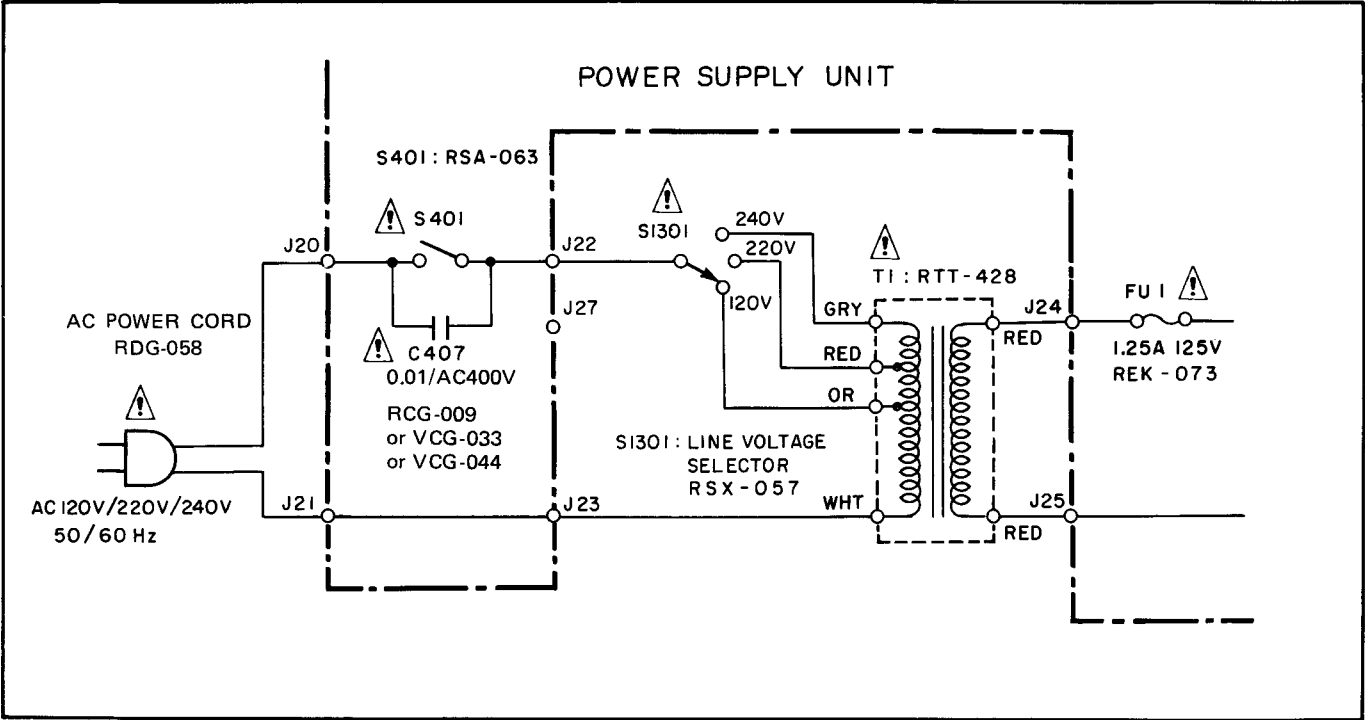 POWER SUPPLY UNIT
S401 : RSA-063
S401
J20
J22
J27
C407
0.01/AC400V
RCG-009
or VCG-033
or VCG-044
AC POWER CORD
RDG-058
AC 120V/220V/240V
50/60 Hz
J21
J23
S1301
240V
220V
120V
S1301 : LINE VOLTAGE
SELECTOR
RSX-057
T1 : RTT-428
GRY
RED
OR
WHT
J24
RED
J25
RED
FU 1
1.25A 125V
REK-073